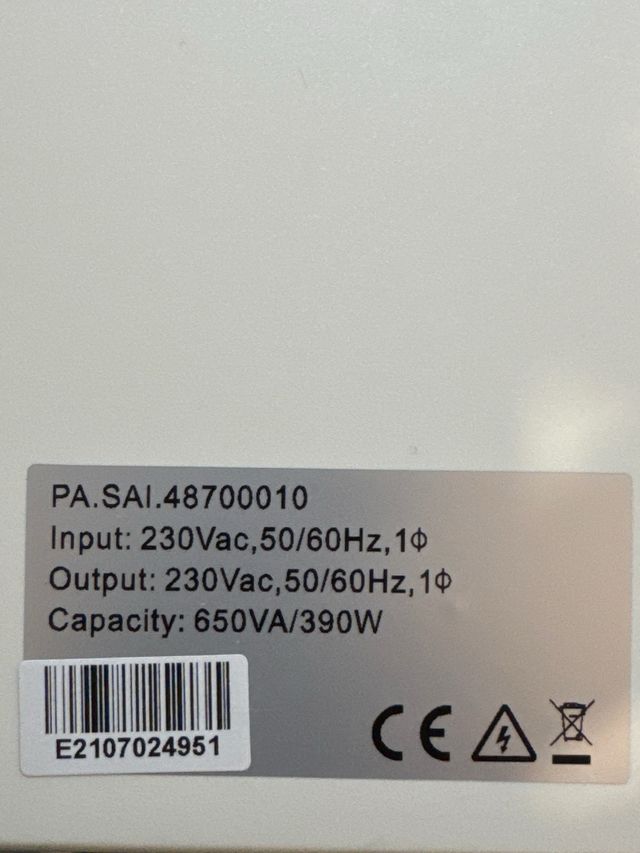 PA.SAI.48700010
Input: 230Vac,50/60Hz,1Φ
Output: 230Vac,50/60Hz,1Φ
Capacity: 650VA/390W
E2107024951
CE